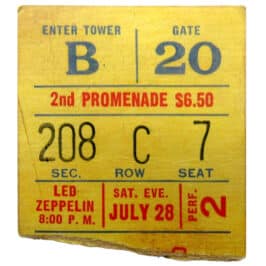 ENTER TOWER GATE
B 20
2nd PROMENADE $6.50
208 C 7
SEC. ROW SEAT
LED SAT. EVE. PERF. 2
ZEPPELIN JULY 28
8:00 P. M.